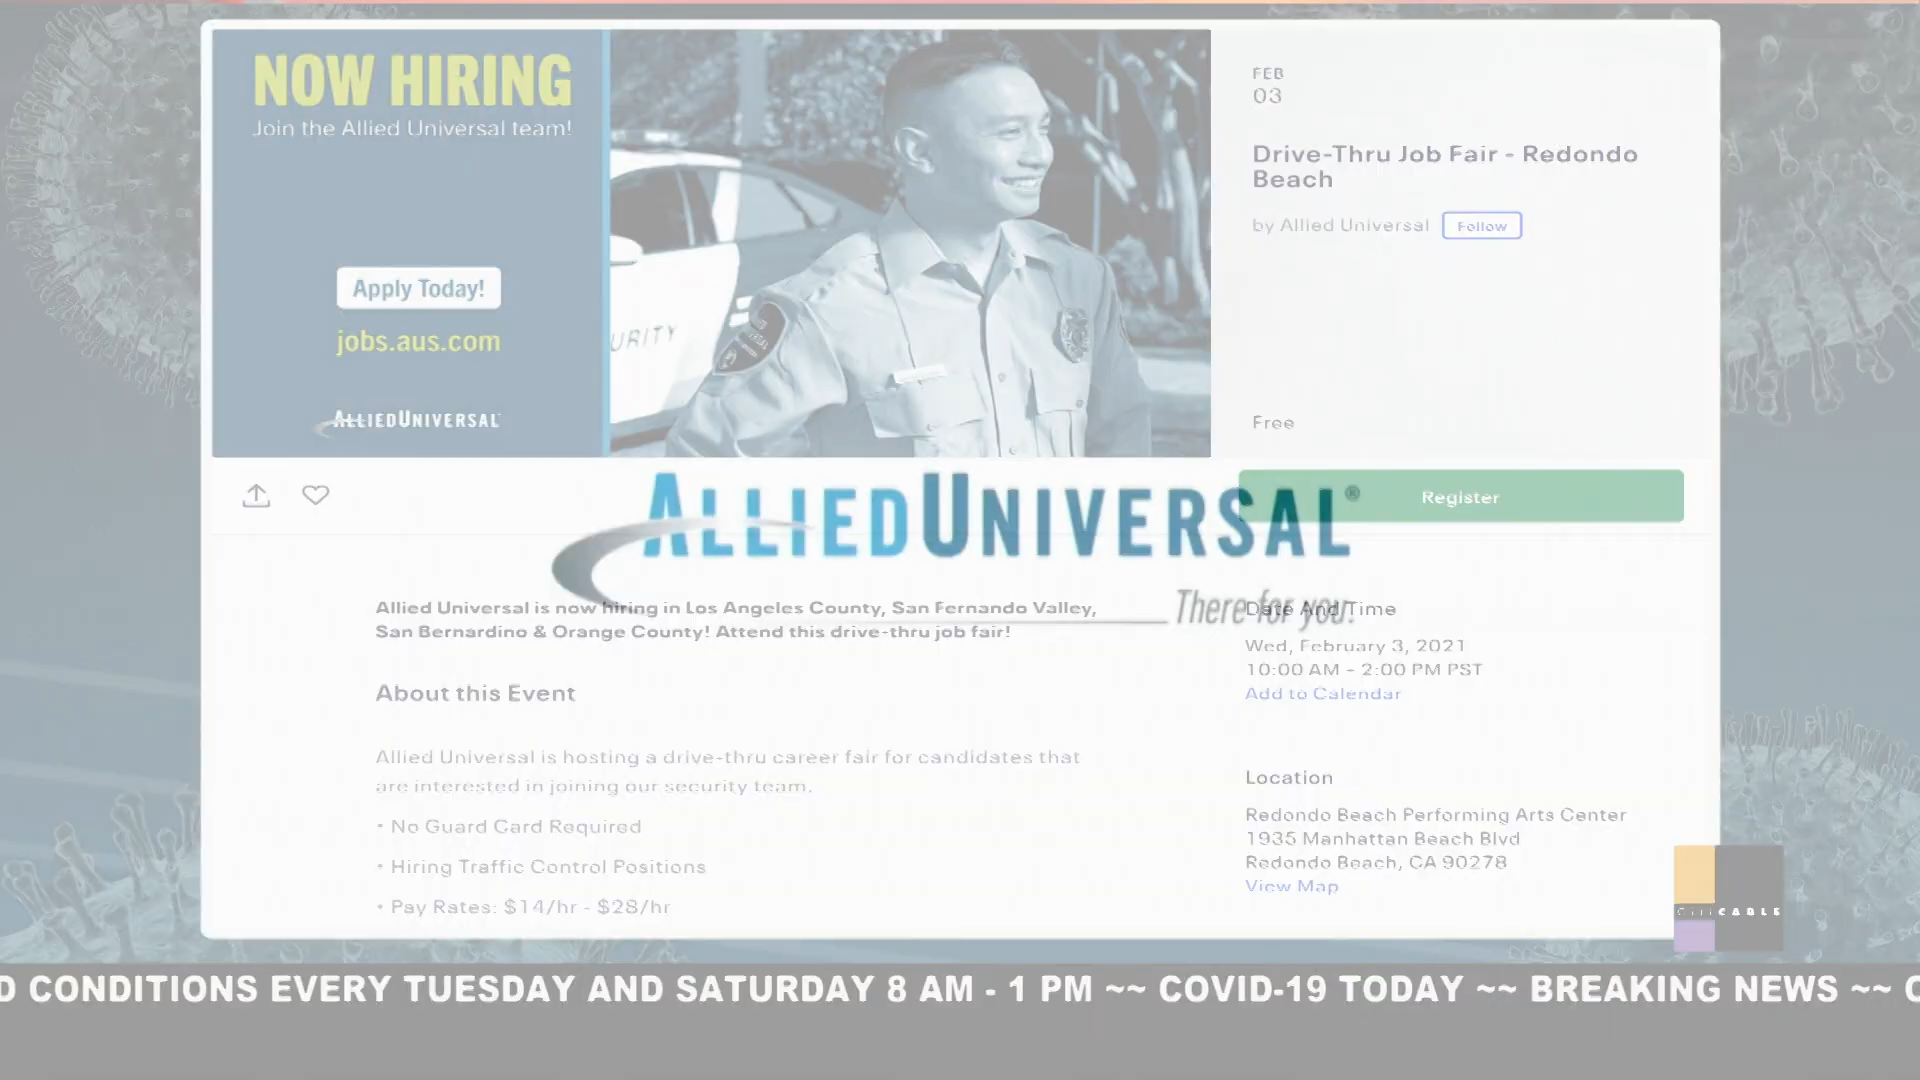 NOW HIRING
Join the Allied Universal team!
Apply Today!
jobs.aus.com
ALLIEDUNIVERSAL
URITY
FEB
03
Drive-Thru Job Fair - Redondo
Beach
by Allied Universal Follow
Free
Register
ALLIEDUNIVERSAL®
There for you.
Allied Universal is now hiring in Los Angeles County, San Fernando Valley,
San Bernardino & Orange County! Attend this drive-thru job fair!
About this Event
Allied Universal is hosting a drive-thru career fair for candidates that
are interested in joining our security team.
• No Guard Card Required
• Hiring Traffic Control Positions
• Pay Rates: $14/hr - $28/hr
Date And Time
Wed, February 3, 2021
10:00 AM – 2:00 PM PST
Add to Calendar
Location
Redondo Beach Performing Arts Center
1935 Manhattan Beach Blvd
Redondo Beach, CA 90278
View Map
CITICABLE
D CONDITIONS EVERY TUESDAY AND SATURDAY 8 AM - 1 PM ~~ COVID-19 TODAY ~~ BREAKING NEWS ~~ C